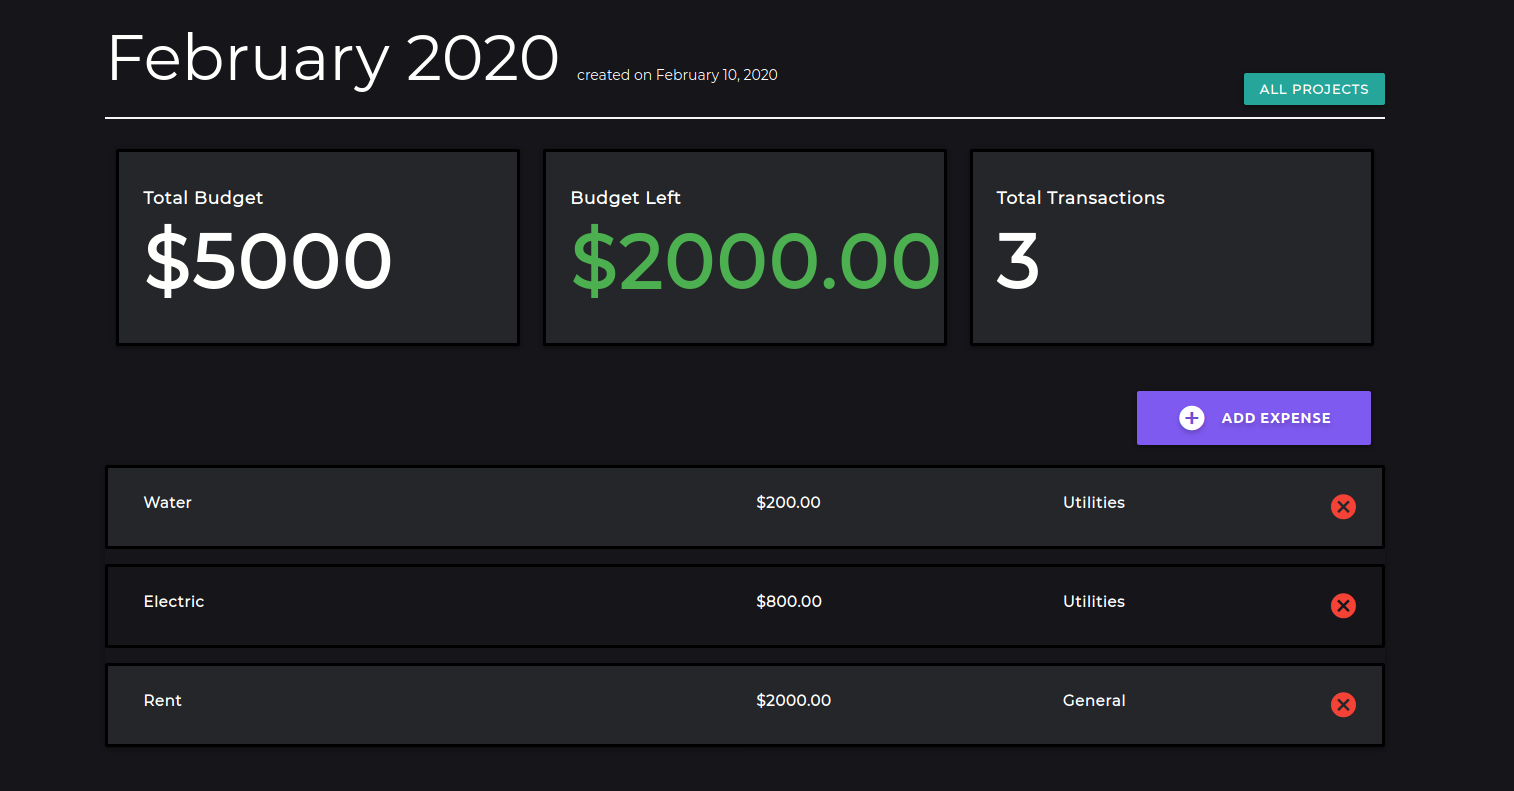 February 2020 created on February 10, 2020
ALL PROJECTS
Total Budget
$5000
Budget Left
$2000.00
Total Transactions
3
ADD EXPENSE
Water $200.00 Utilities
Electric $800.00 Utilities
Rent $2000.00 General